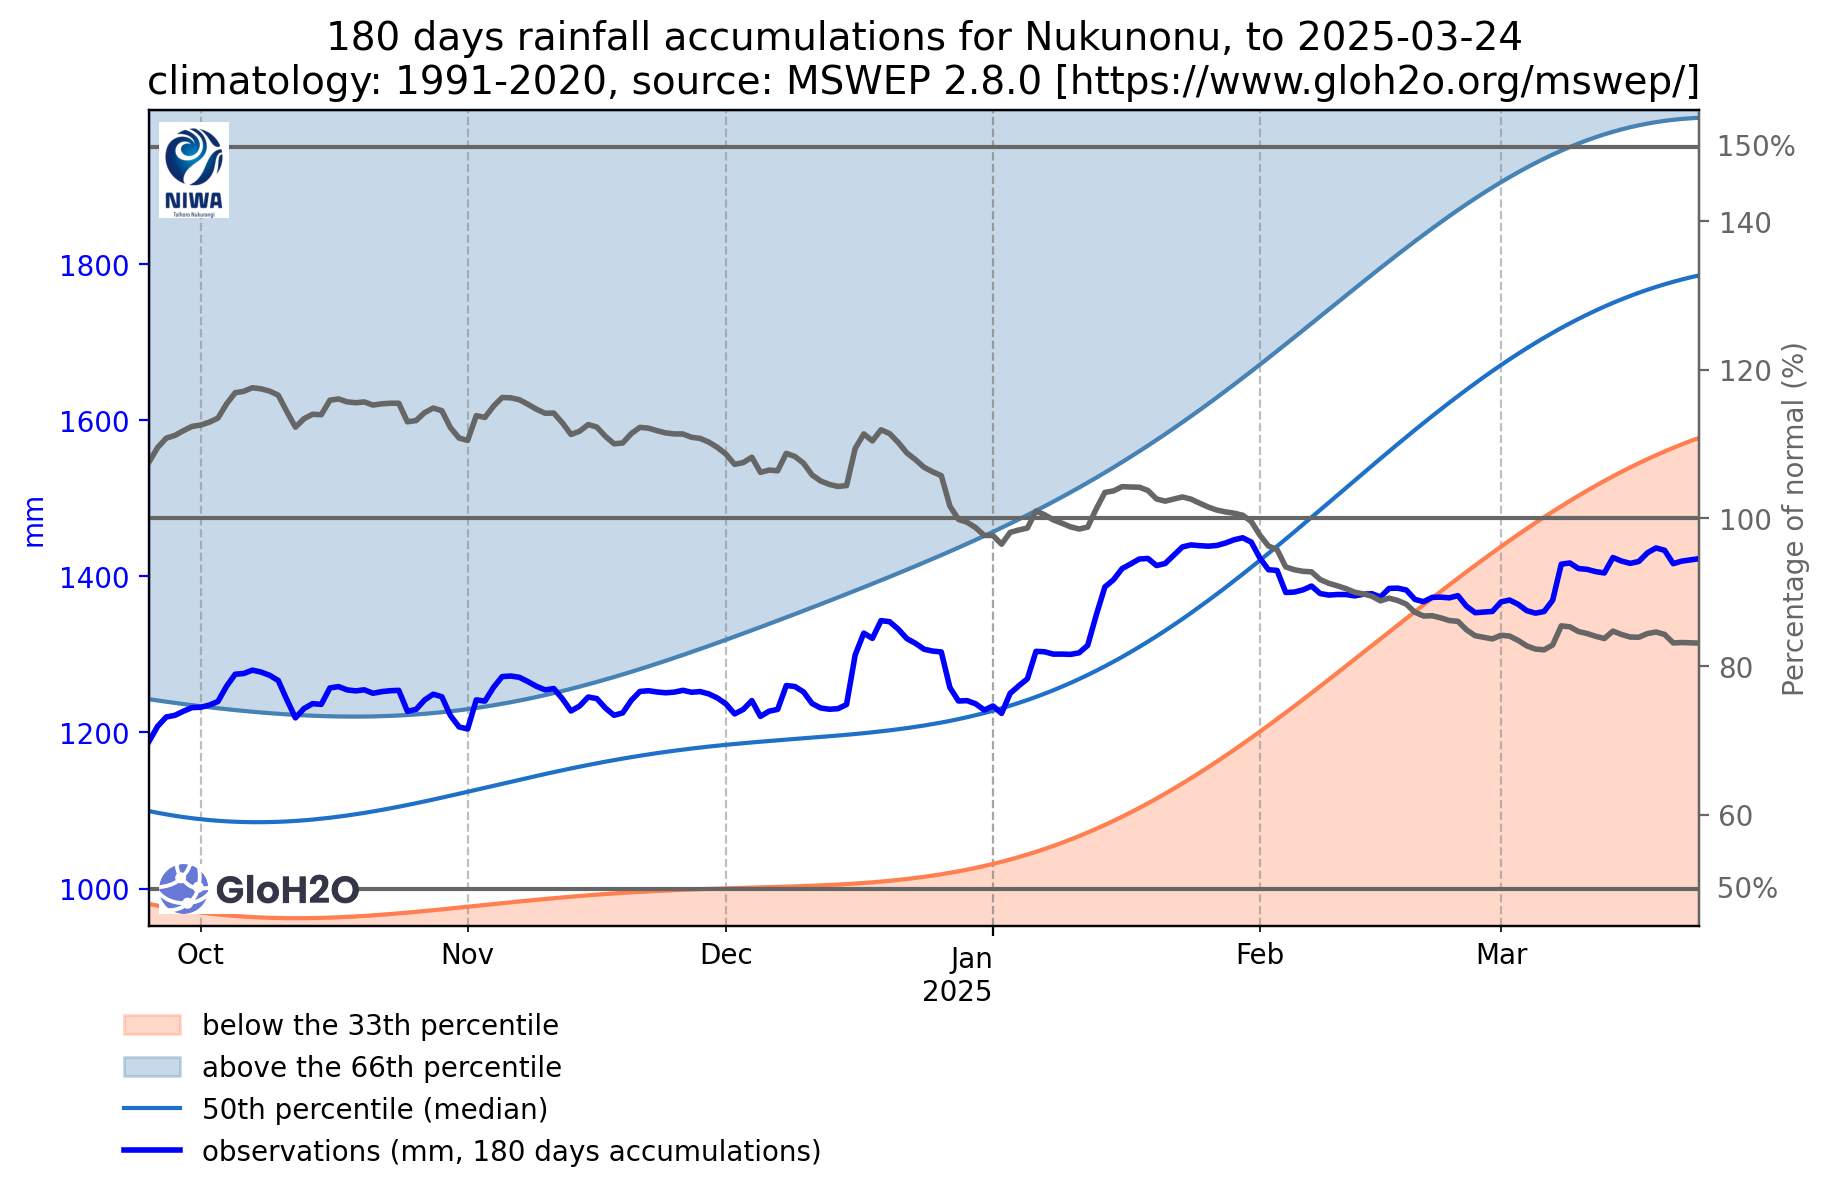 180 days rainfall accumulations for Nukunonu, to 2025-03-24
climatology: 1991-2020, source: MSWEP 2.8.0 [https://www.gloh2o.org/mswep/]
NIWA
Taihoro Nukurangi
1800
1600
1400
1200
1000
mm
150%
140
120
100
80
60
50%
Percentage of normal (%)
GloH2O
Oct
Nov
Dec
Jan
2025
Feb
Mar
below the 33th percentile
above the 66th percentile
50th percentile (median)
observations (mm, 180 days accumulations)